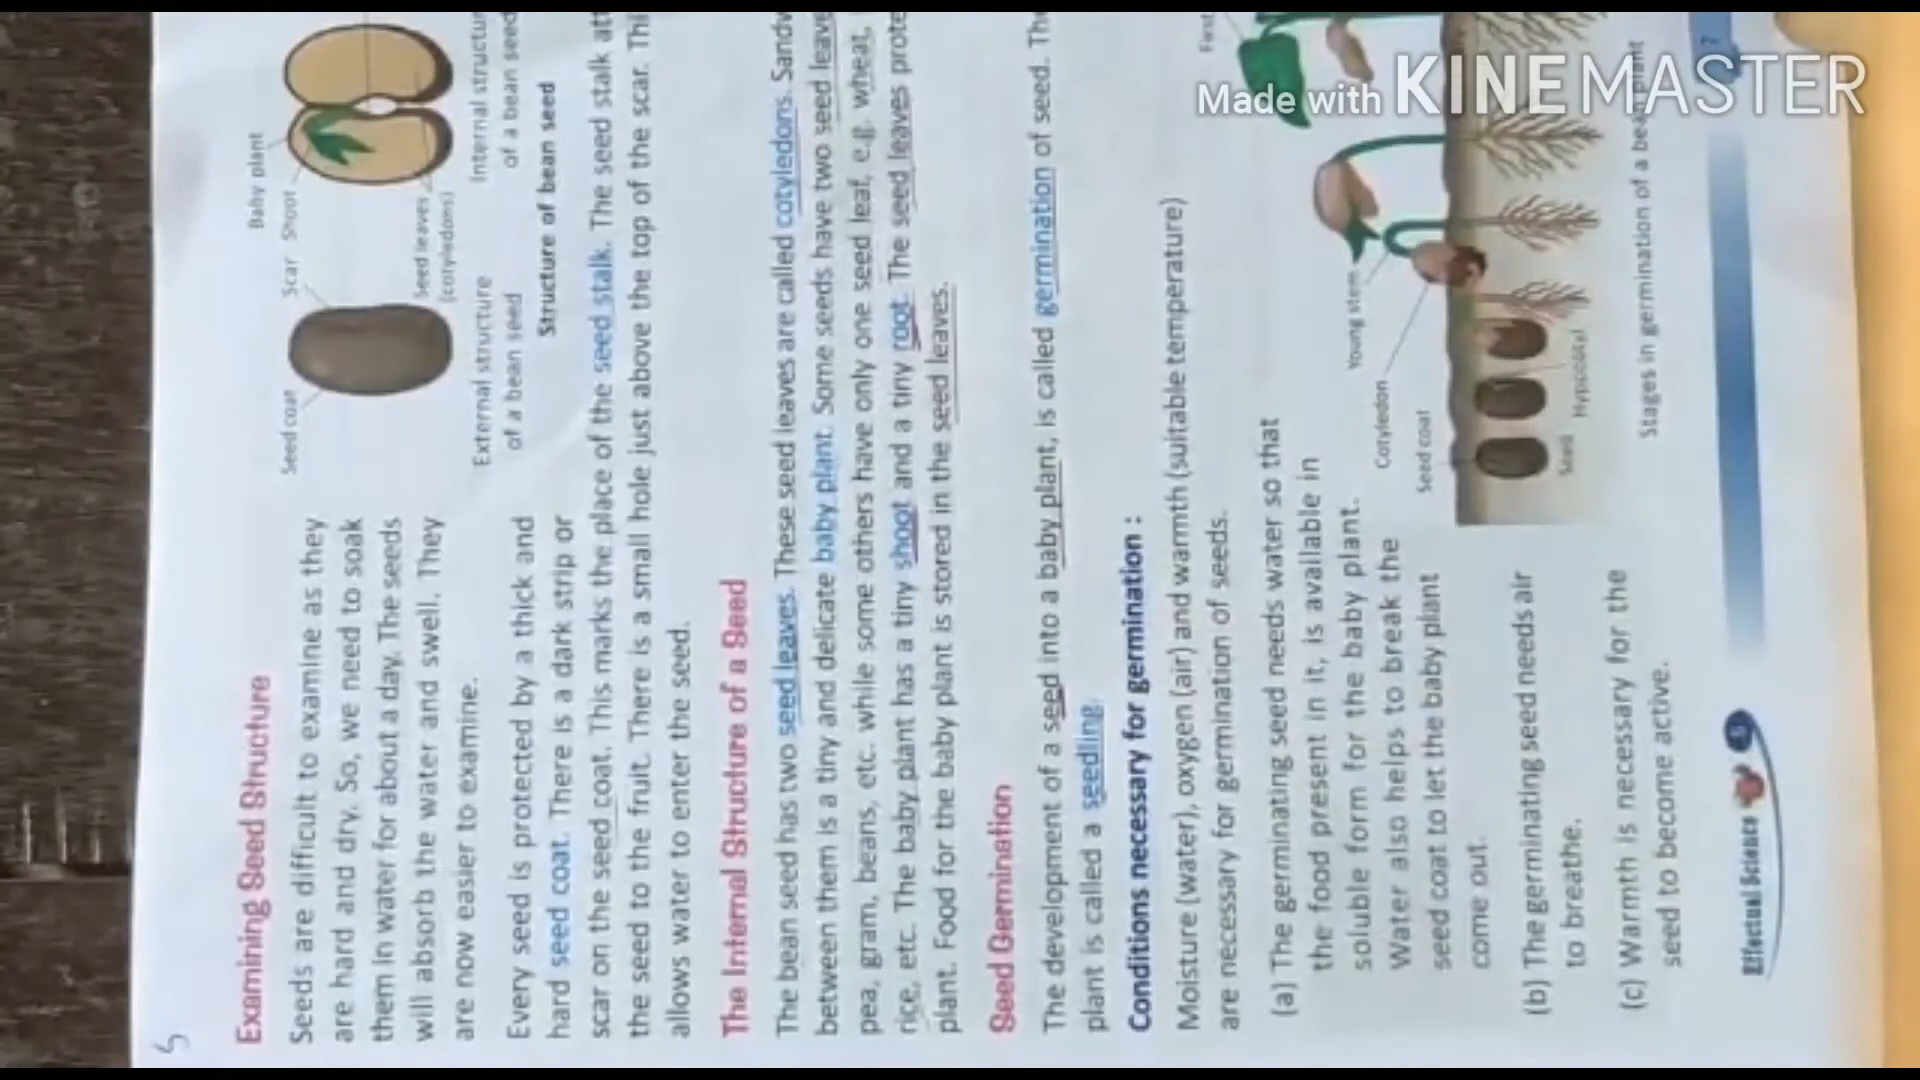 5
Examining Seed Structure
Seeds are difficult to examine as they
are hard and dry. So, we need to soak
them in water for about a day. The seeds
will absorb the water and swell. They
are now easier to examine.
Every seed is protected by a thick and
hard seed coat. There is a dark strip or
scar on the seed coat. This marks the place of the seed stalk. The seed stalk
the seed to the fruit. There is a small hole just above the top of the scar.
allows water to enter the seed.
Seed coat
Scar
Shoot
Baby plant
Seed leaves
(cotyledons)
External structure
of a bean seed
Internal
of a bean seed
Structure of bean seed
The Internal Structure of a Seed
The bean seed has two seed leaves. These seed leaves are called cotyledons.
between them is a tiny and delicate baby plant. Some seeds have two seed
pea, gram, beans, etc. while some others have only one seed leaf, e.g. wheat,
rice, etc. The baby plant has a tiny shoot and a tiny root. The seed leaves
plant. Food for the baby plant is stored in the seed leaves.
Seed Germination
The development of a seed into a baby plant, is called germination of seed.
plant is called a seedling.
Conditions necessary for germination :
Moisture (water), oxygen (air) and warmth (suitable temperature)
are necessary for germination of seeds.
(a) The germinating seed needs water so that
the food present in it, is available in
soluble form for the baby plant.
Water also helps to break the
seed coat to let the baby plant
come out.
(b) The germinating seed needs air
to breathe.
(c) Warmth is necessary for the
seed to become active.
First
Young stem
Cotyledon
Seed coat
Seed
Hypocotyl
Stages in germination of a bean plant
Effectual Science
5
7
Made with KINEMASTER